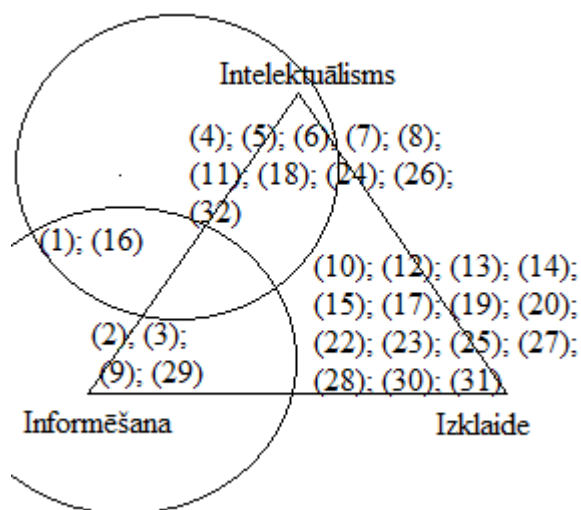 Intelektuālisms
(4); (5); (6); (7); (8);
(11); (18); (24); (26);
(32)
(1); (16)
(10); (12); (13); (14);
(15); (17); (19); (20);
(22); (23); (25); (27);
(28); (30); (31)
(2); (3);
(9); (29)
Informēšana
Izklaide